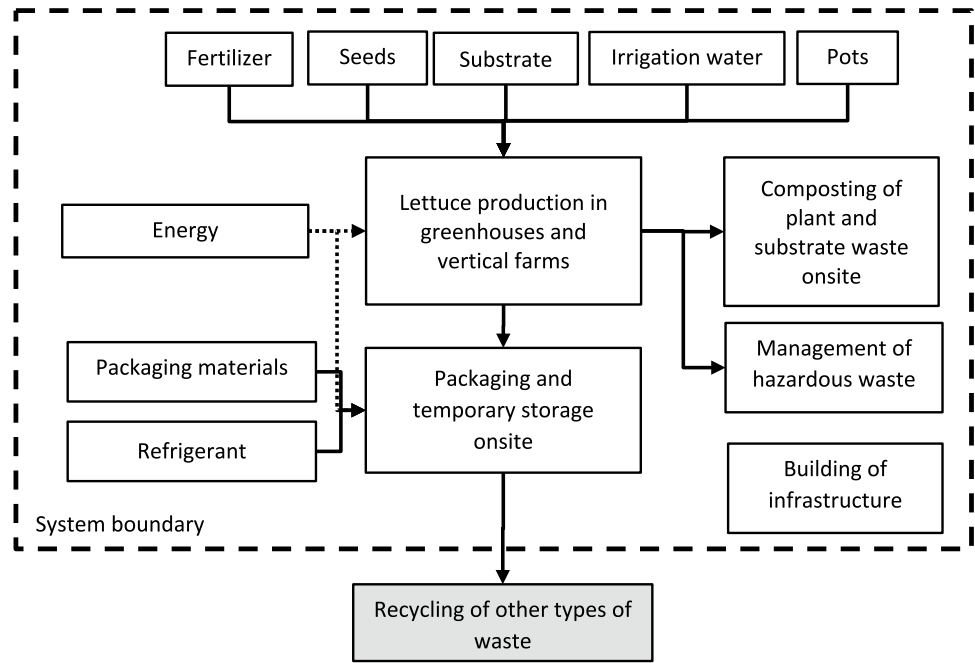 Fertilizer
Seeds
Substrate
Irrigation water
Pots
Lettuce production in
greenhouses and
vertical farms
Composting of
plant and
substrate waste
onsite
Energy
Packaging materials
Refrigerant
Packaging and
temporary storage
onsite
Management of
hazardous waste
Building of
infrastructure
System boundary
Recycling of other types of
waste